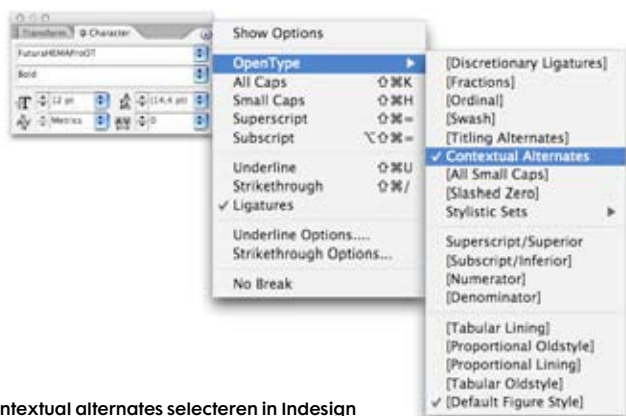 Transform
Character
FuturaHEMAProOT
Bold
12 pt
(14,4 pt)
Metrics
0
Show Options
OpenType
All Caps ⇧⌘K
Small Caps ⇧⌘H
Superscript ⇧⌘=
Subscript ⌥⇧⌘=
Underline ⇧⌘U
Strikethrough ⇧⌘/
✓ Ligatures
Underline Options....
Strikethrough Options...
No Break
[Discretionary Ligatures]
[Fractions]
[Ordinal]
[Swash]
[Titling Alternates]
✓ Contextual Alternates
[All Small Caps]
[Slashed Zero]
Stylistic Sets
Superscript/Superior
[Subscript/Inferior]
[Numerator]
[Denominator]
[Tabular Lining]
[Proportional Oldstyle]
[Proportional Lining]
[Tabular Oldstyle]
✓ [Default Figure Style]
ntextual alternates selecteren in Indesign